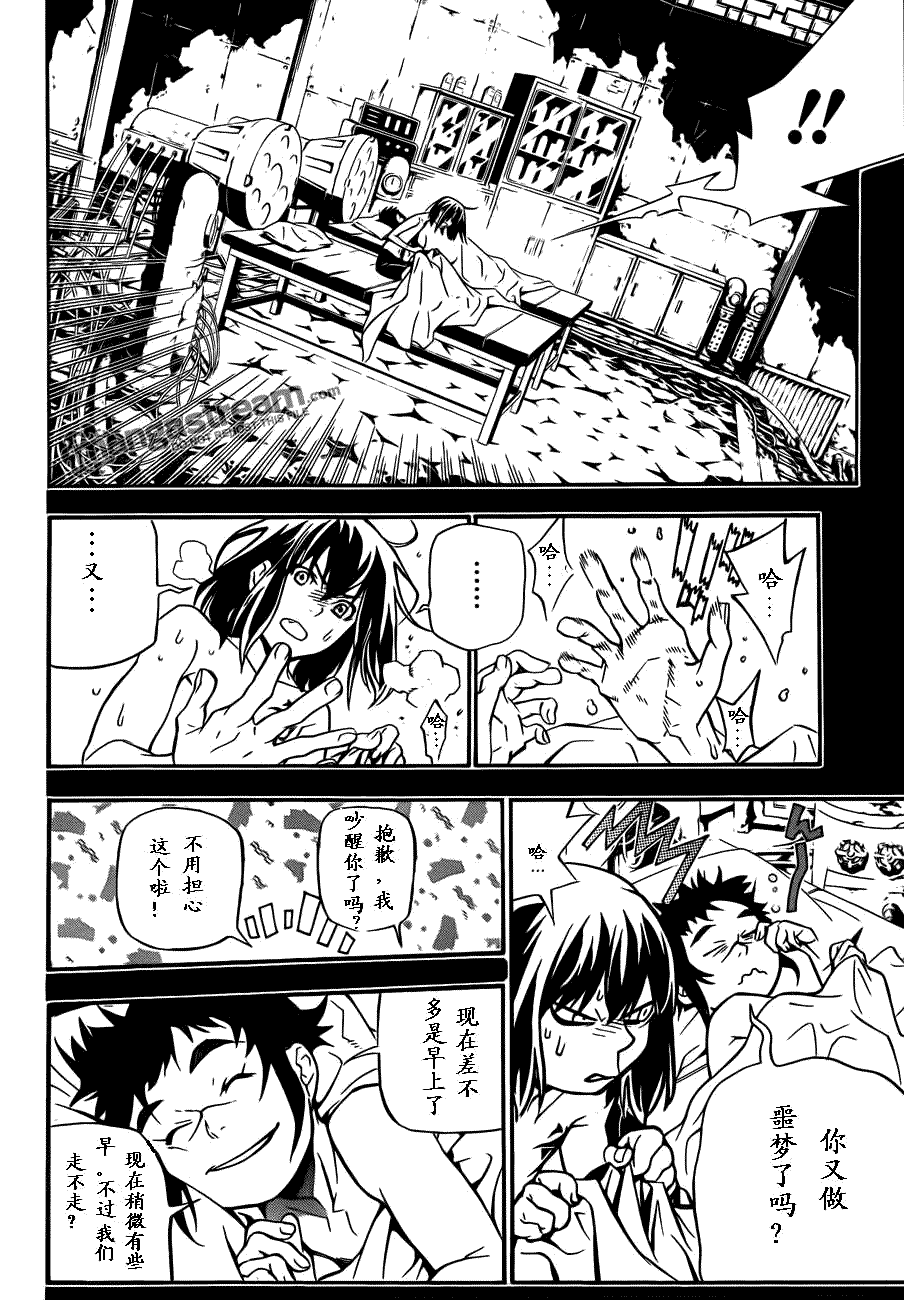 !!
哈…
哈…
哈…
……
…又…
哈…
哈…
你又做
噩梦了吗？
抱歉，我
吵醒你了吗？
不用担心
这个啦！
现在差不
多是早上了
现在稍微有些
早。不过我们
走不走？
mangastream.com